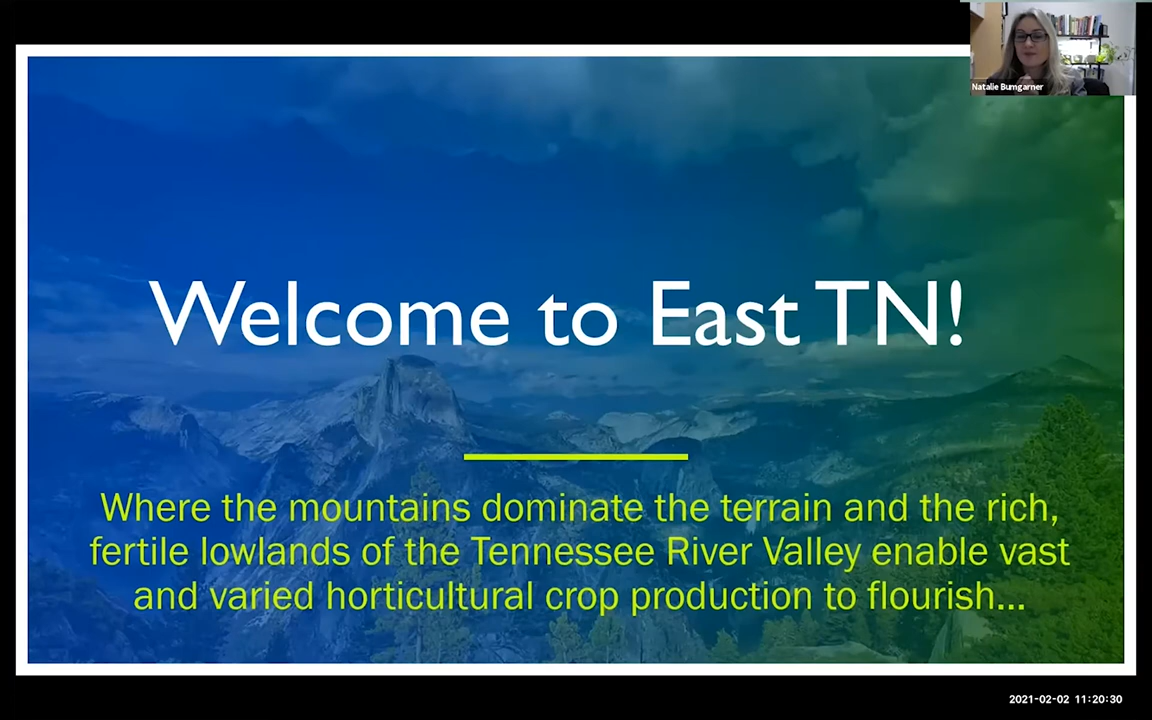 Natalie Bumgarner
Welcome to East TN!
Where the mountains dominate the terrain and the rich,
fertile lowlands of the Tennessee River Valley enable vast
and varied horticultural crop production to flourish...
2021-02-02 11:20:30